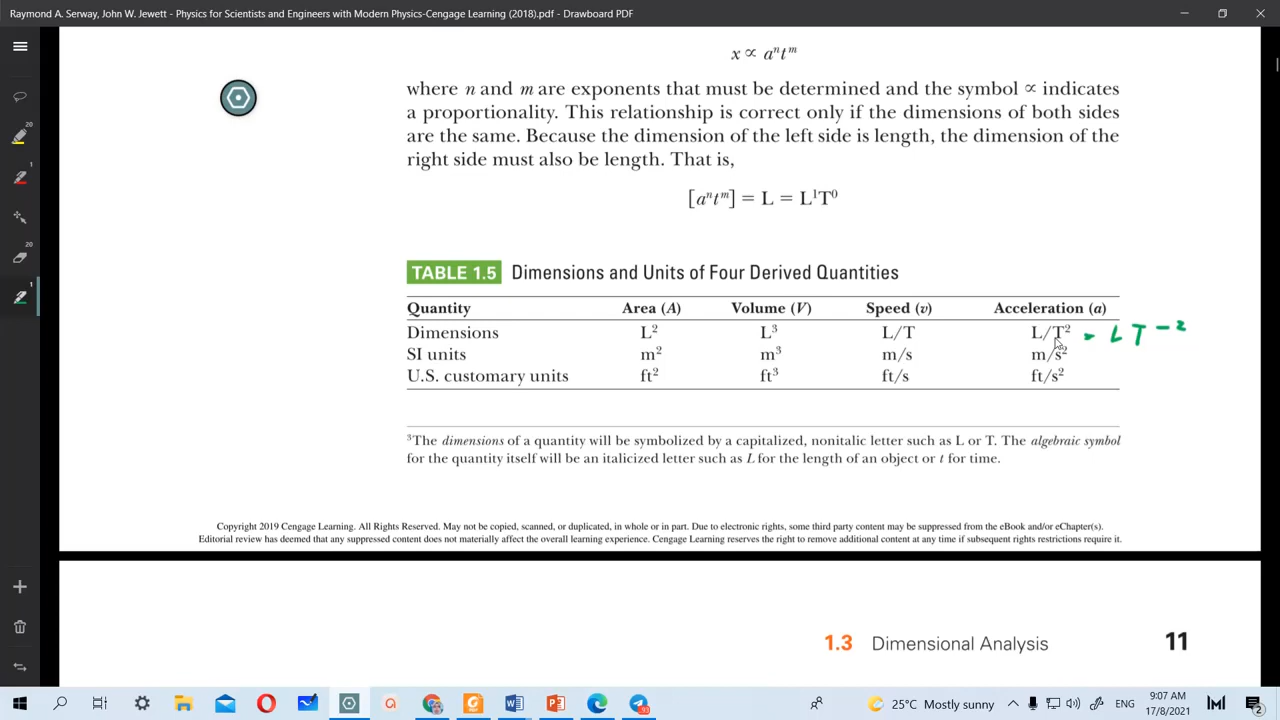 Raymond A. Serway, John W. Jewett - Physics for Scientists and Engineers with Modern Physics-Cengage Learning (2018).pdf - Drawboard PDF
x ∝ aⁿtᵐ
where n and m are exponents that must be determined and the symbol ∝ indicates
a proportionality. This relationship is correct only if the dimensions of both sides
are the same. Because the dimension of the left side is length, the dimension of the
right side must also be length. That is,
[aⁿtᵐ] = L = L¹T⁰
TABLE 1.5 Dimensions and Units of Four Derived Quantities
Quantity Area (A) Volume (V) Speed (v) Acceleration (a)
Dimensions L² L³ L/T L/T² = LT⁻²
SI units m² m³ m/s m/s²
U.S. customary units ft² ft³ ft/s ft/s²
³The dimensions of a quantity will be symbolized by a capitalized, nonitalic letter such as L or T. The algebraic symbol
for the quantity itself will be an italicized letter such as L for the length of an object or t for time.
Copyright 2019 Cengage Learning. All Rights Reserved. May not be copied, scanned, or duplicated, in whole or in part. Due to electronic rights, some third party content may be suppressed from the eBook and/or eChapter(s).
Editorial review has deemed that any suppressed content does not materially affect the overall learning experience. Cengage Learning reserves the right to remove additional content at any time if subsequent rights restrictions require it.
1.3 Dimensional Analysis 11
20
1
20
1
25°C Mostly sunny
ENG
9:07 AM
17/8/2021
2